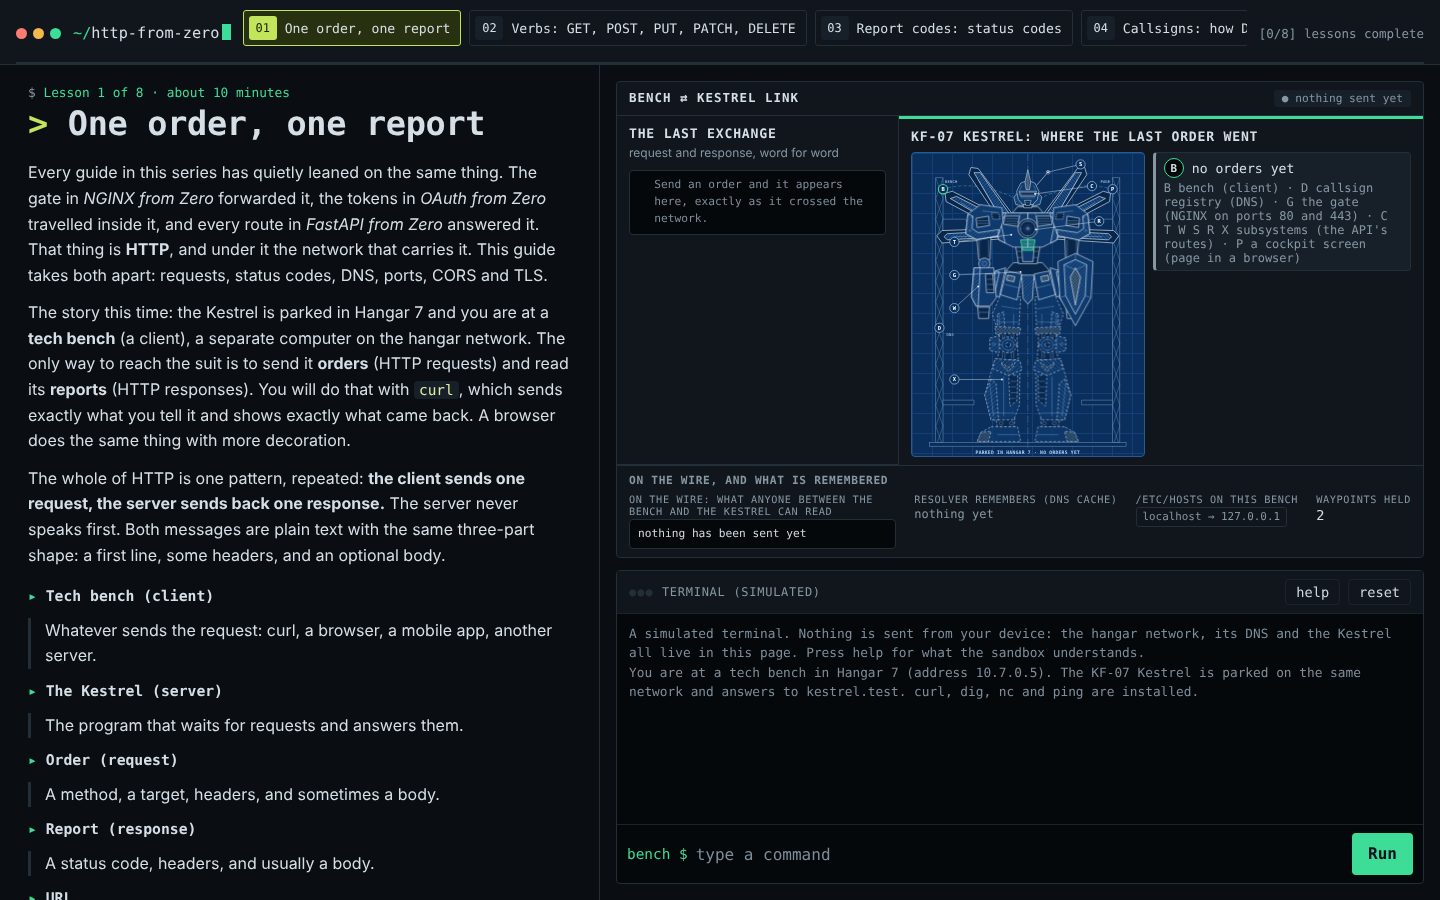 ~/http-from-zero
01 One order, one report
02 Verbs: GET, POST, PUT, PATCH, DELETE
03 Report codes: status codes
04 Callsigns: how D
[0/8] lessons complete
$ Lesson 1 of 8 · about 10 minutes
> One order, one report
Every guide in this series has quietly leaned on the same thing. The
gate in NGINX from Zero forwarded it, the tokens in OAuth from Zero
travelled inside it, and every route in FastAPI from Zero answered it.
That thing is HTTP, and under it the network that carries it. This guide
takes both apart: requests, status codes, DNS, ports, CORS and TLS.
The story this time: the Kestrel is parked in Hangar 7 and you are at a
tech bench (a client), a separate computer on the hangar network. The
only way to reach the suit is to send it orders (HTTP requests) and read
its reports (HTTP responses). You will do that with curl, which sends
exactly what you tell it and shows exactly what came back. A browser
does the same thing with more decoration.
The whole of HTTP is one pattern, repeated: the client sends one
request, the server sends back one response. The server never
speaks first. Both messages are plain text with the same three-part
shape: a first line, some headers, and an optional body.
▸ Tech bench (client)
Whatever sends the request: curl, a browser, a mobile app, another
server.
▸ The Kestrel (server)
The program that waits for requests and answers them.
▸ Order (request)
A method, a target, headers, and sometimes a body.
▸ Report (response)
A status code, headers, and usually a body.
▸ URL
BENCH ⇄ KESTREL LINK
● nothing sent yet
THE LAST EXCHANGE
request and response, word for word
Send an order and it appears
here, exactly as it crossed the
network.
KF-07 KESTREL: WHERE THE LAST ORDER WENT
BENCH
B
S
C
P
PAGE
R
T
G
W
D
DNS
X
PARKED IN HANGAR 7 · NO ORDERS YET
B no orders yet
B bench (client) · D callsign
registry (DNS) · G the gate
(NGINX on ports 80 and 443) · C
T W S R X subsystems (the API's
routes) · P a cockpit screen
(page in a browser)
ON THE WIRE, AND WHAT IS REMEMBERED
ON THE WIRE: WHAT ANYONE BETWEEN THE
BENCH AND THE KESTREL CAN READ
nothing has been sent yet
RESOLVER REMEMBERS (DNS CACHE)
nothing yet
/ETC/HOSTS ON THIS BENCH
localhost → 127.0.0.1
WAYPOINTS HELD
2
TERMINAL (SIMULATED)
help
reset
A simulated terminal. Nothing is sent from your device: the hangar network, its DNS and the Kestrel
all live in this page. Press help for what the sandbox understands.
You are at a tech bench in Hangar 7 (address 10.7.0.5). The KF-07 Kestrel is parked on the same
network and answers to kestrel.test. curl, dig, nc and ping are installed.
bench $ type a command
Run